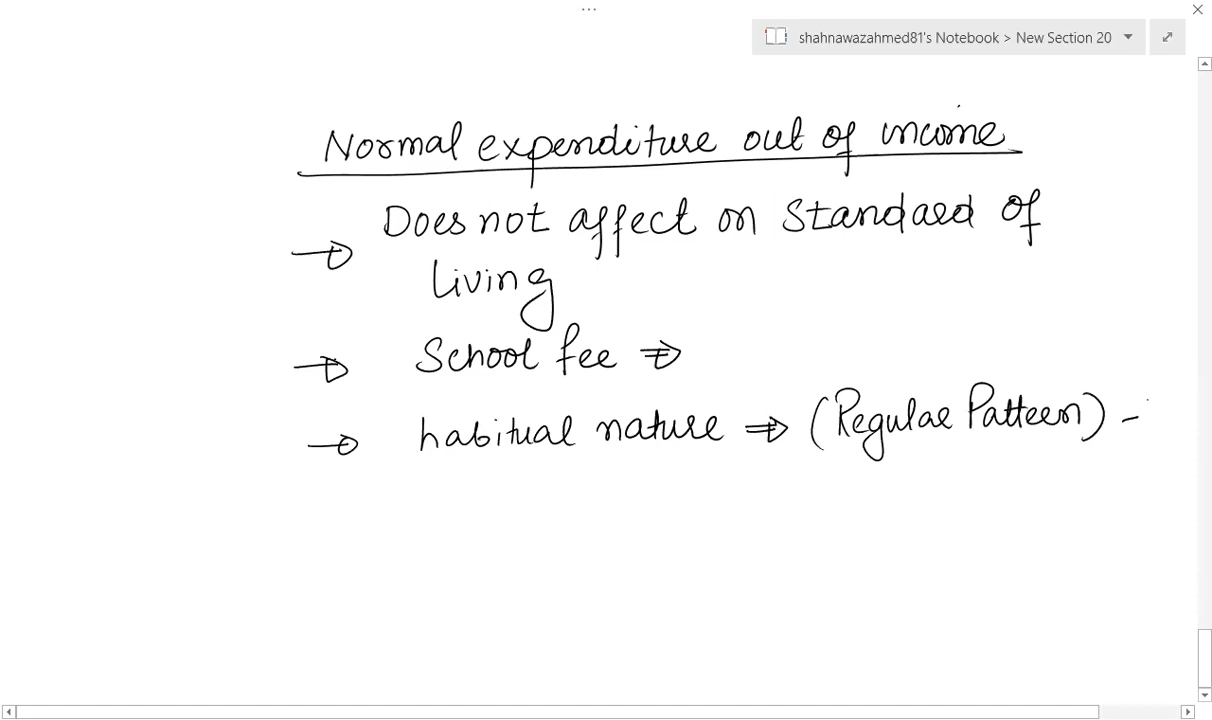 ...
shahnawazahmed81's Notebook > New Section 20
Normal expenditure out of income
→ Does not affect on Standard of
living
→ School fee ⇒
→ habitual nature ⇒ (Regular Pattern) -